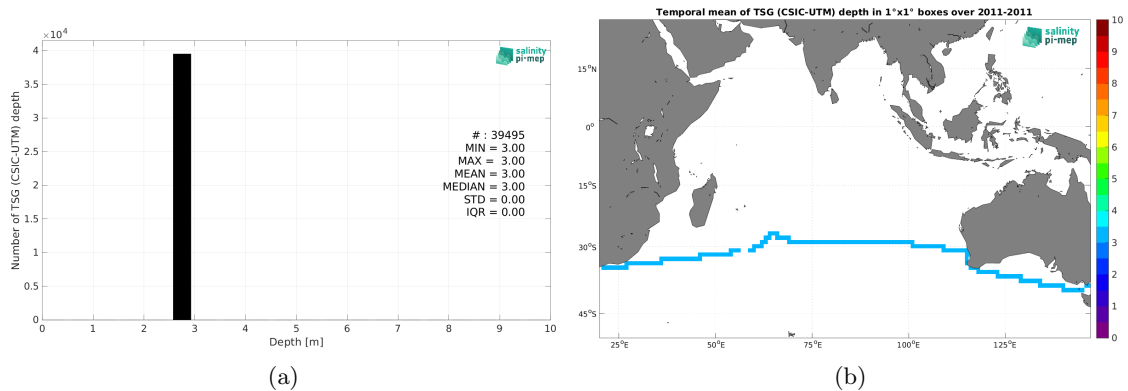 ×10⁴
4
3.5
3
2.5
2
1.5
1
0.5
0
Number of TSG (CSIC-UTM) depth
0 1 2 3 4 5 6 7 8 9 10
Depth [m]
salinity
pi-mep
# : 39495
MIN = 3.00
MAX = 3.00
MEAN = 3.00
MEDIAN = 3.00
STD = 0.00
IQR = 0.00
(a)
Temporal mean of TSG (CSIC-UTM) depth in 1°x1° boxes over 2011-2011
salinity
pi-mep
15°N
0°
15°S
30°S
45°S
25°E 50°E 75°E 100°E 125°E
10
9
8
7
6
5
4
3
2
1
0
(b)